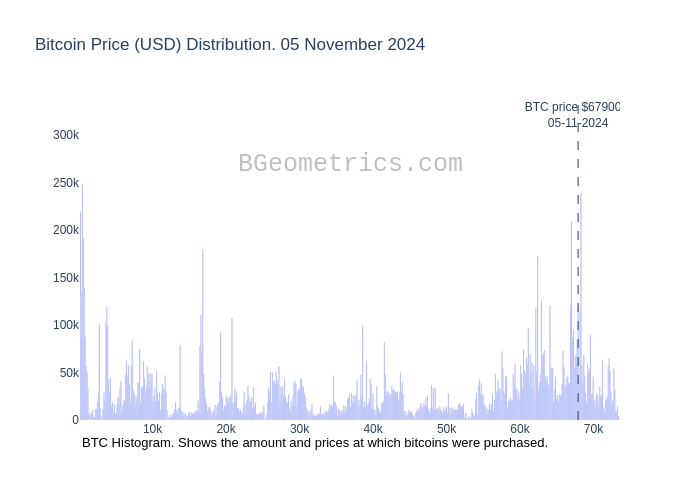 Bitcoin Price (USD) Distribution. 05 November 2024
BTC price $67900
05-11-2024
300k
BGeometrics.com
250k
200k
150k
100k
50k
0
10k 20k 30k 40k 50k 60k 70k
BTC Histogram. Shows the amount and prices at which bitcoins were purchased.